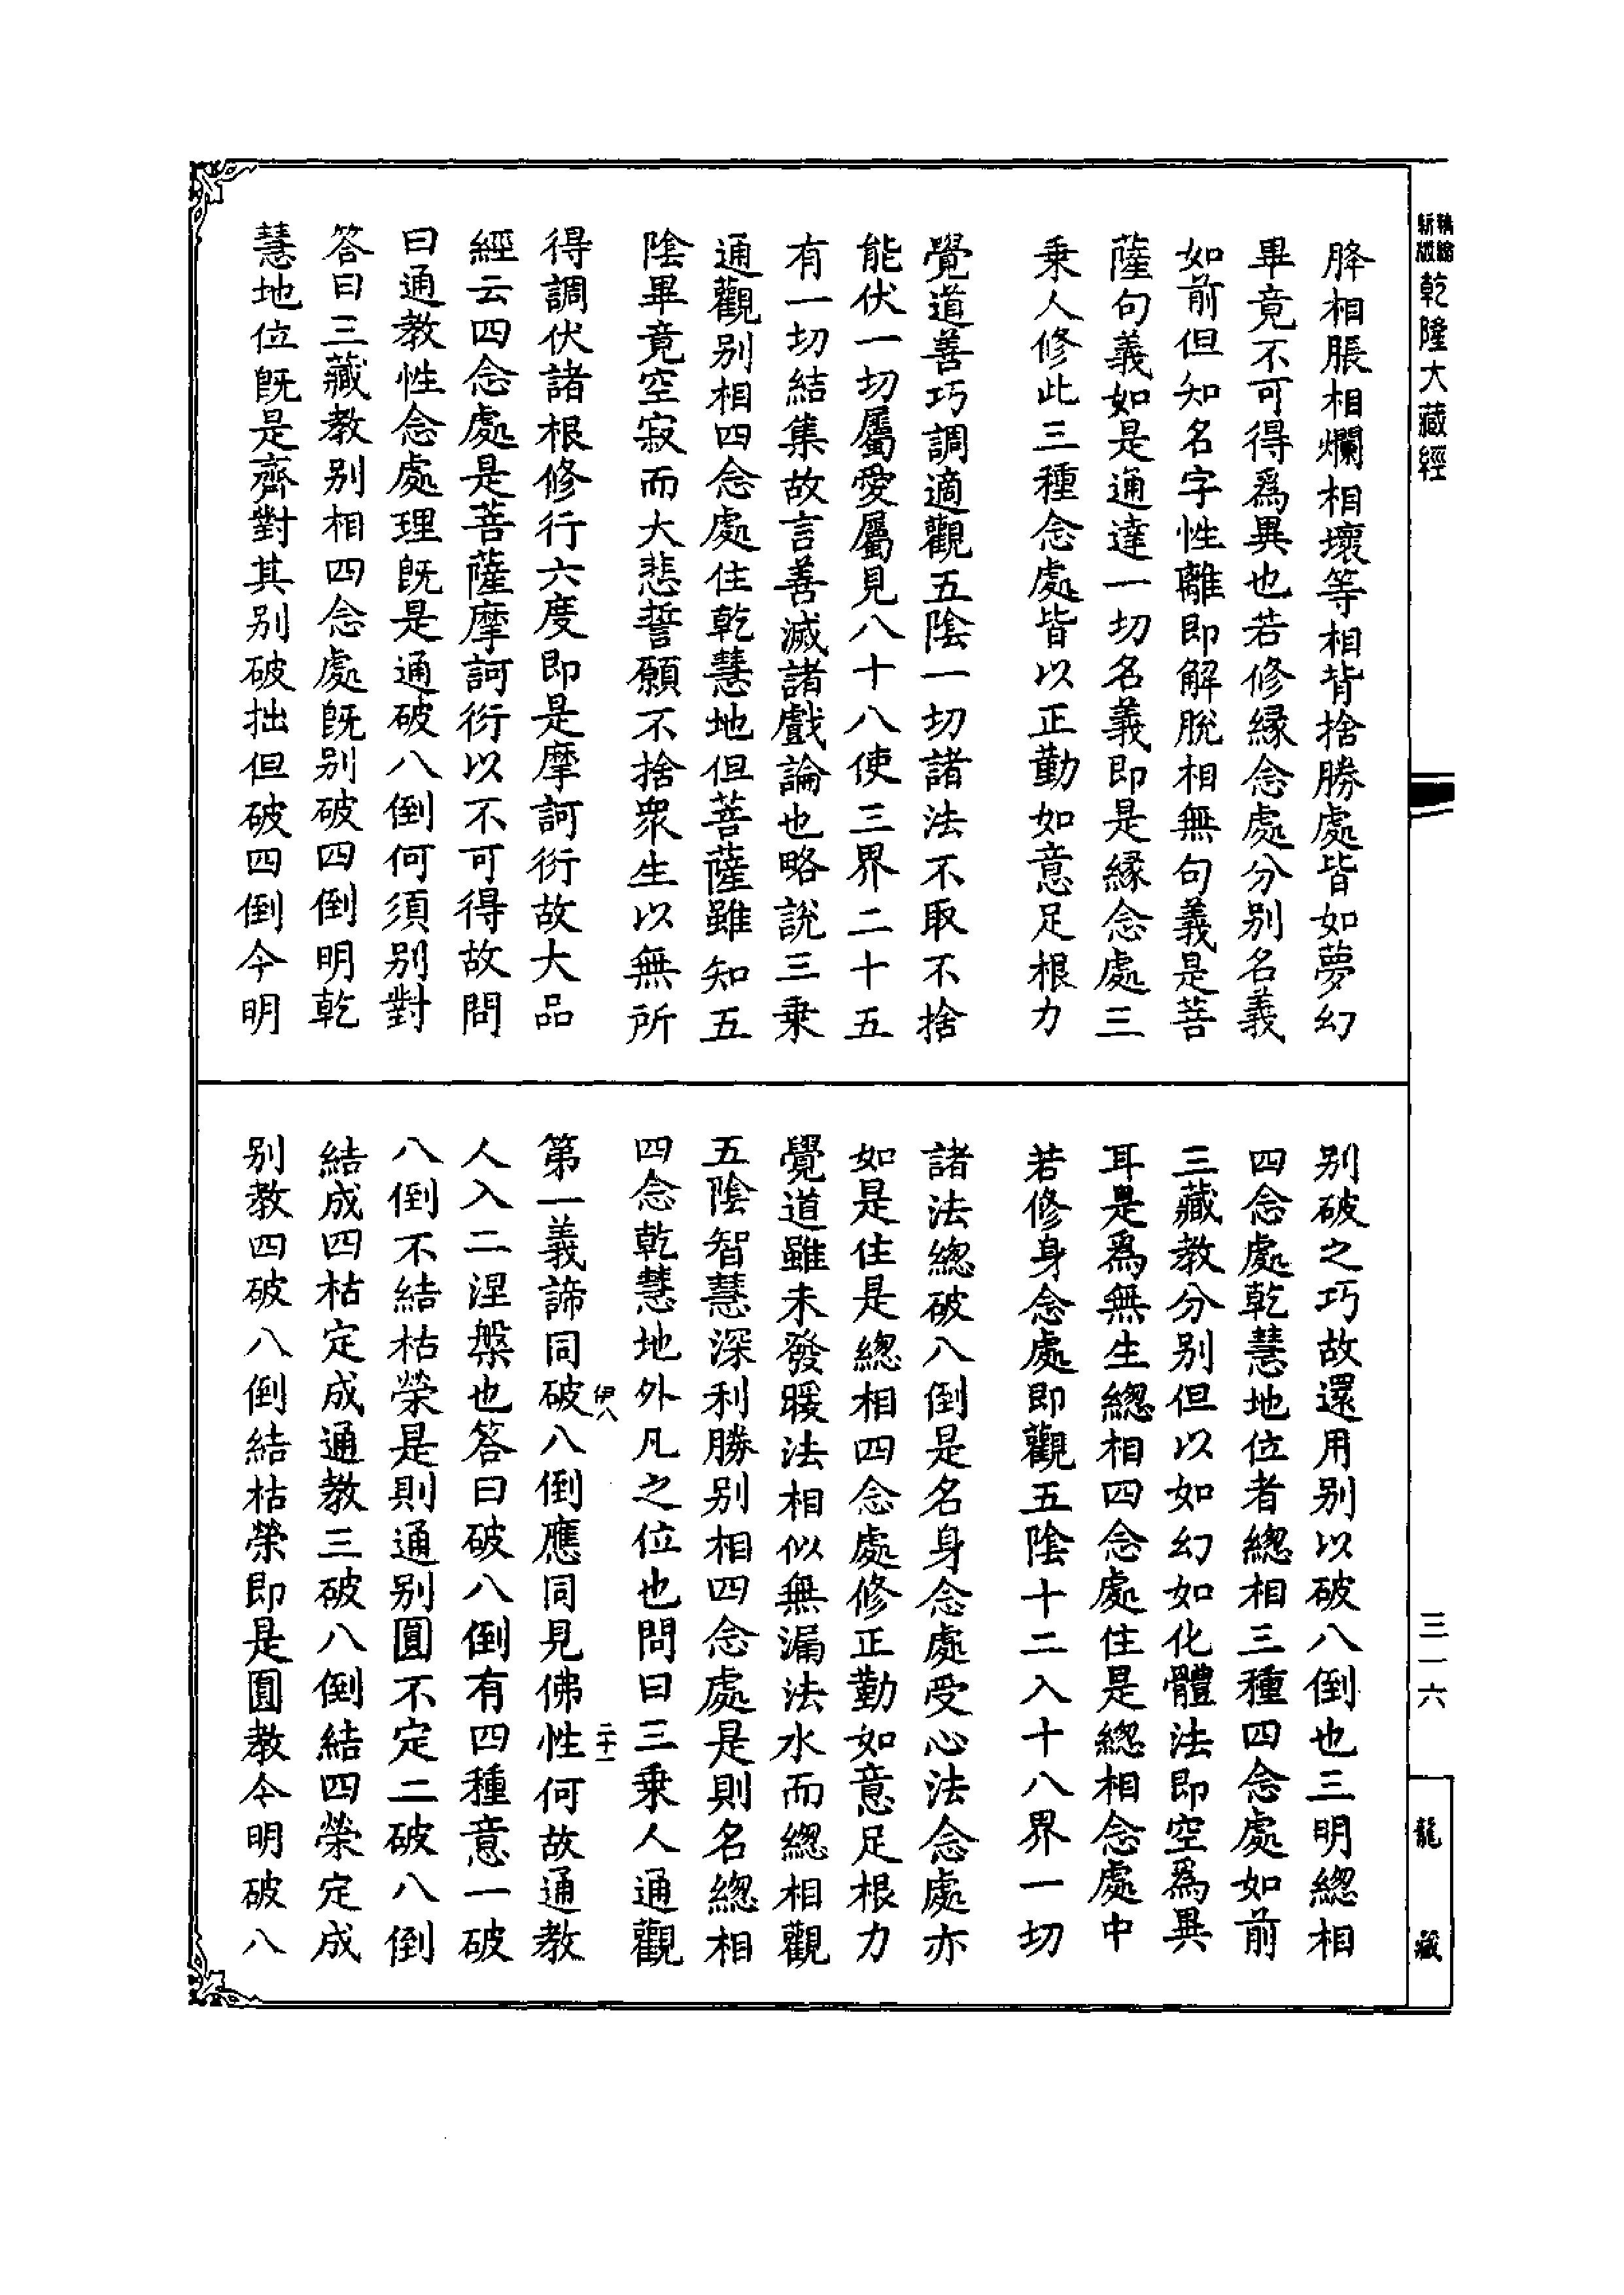 新版
乾隆大藏經
胮相脹相爛相壞等相背捨勝處皆如夢幻
畢竟不可得爲異也若修緣念處分別名義
如前但知名字性離即解脫相無句義是菩
薩句義如是通達一切名義即是緣念處三
乗人修此三種念處皆以正勤如意足根力
覺道善巧調適觀五陰一切諸法不取不捨
能伏一切屬愛屬見八十八使三界二十五
有一切結集故言善滅諸戲論也略說三乗
通觀別相四念處住乾慧地但菩薩雖知五
陰畢竟空寂而大悲誓願不捨衆生以無所
得調伏諸根修行六度即是摩訶衍故大品
經云四念處是菩薩摩訶衍以不可得故問
曰通教性念處理旣是通破八倒何須別對
答曰三藏教別相四念處旣別破四倒明乾
慧地位旣是齊對其別破拙但破四倒今明
別破之巧故還用別以破八倒也三明總相
四念處乾慧地位者總相三種四念處如前
三藏教分別但以如幻如化體法即空爲異
耳是爲無生總相四念處住是總相念處中
若修身念處即觀五陰十二入十八界一切
諸法總破八倒是名身念處受心法念處亦
如是住是總相四念處修正勤如意足根力
覺道雖未發暖法相似無漏法水而總相觀
五陰智慧深利勝別相四念處是則名總相
四念乾慧地外凡之位也問曰三乗人通觀
第一義諦同破八倒應同見佛性何故通教
伊八
二十一
人入二涅槃也答曰破八倒有四種意一破
八倒不結枯榮是則通別圓不定二破八倒
結成四枯定成通教三破八倒結四榮定成
別教四破八倒結枯榮即是圓教今明破八
三一六
龍藏